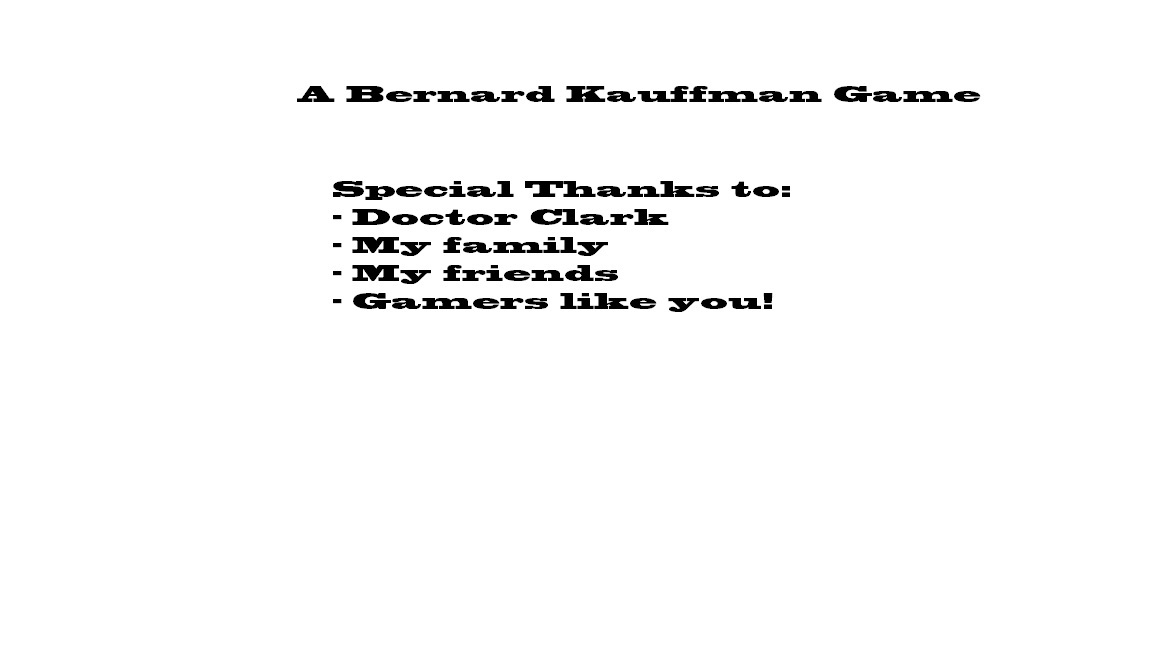 A Bernard Kauffman Game
Special Thanks to:
- Doctor Clark
- My family
- My friends
- Gamers like you!